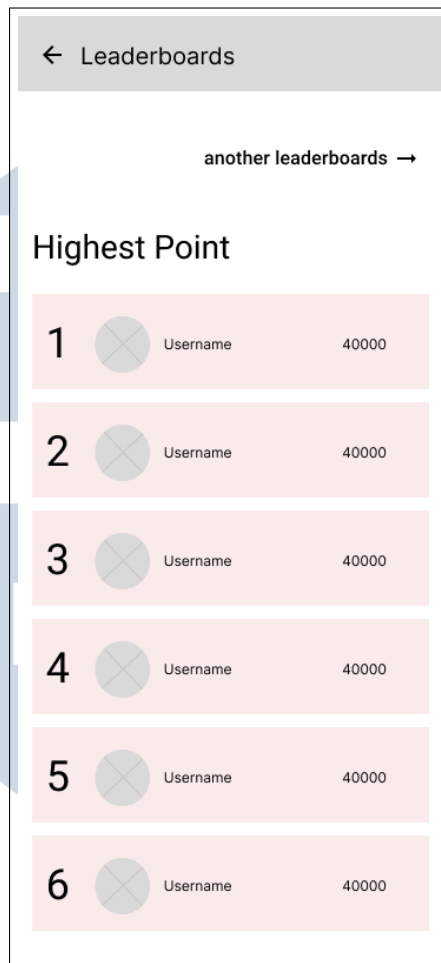 ← Leaderboards
another leaderboards →
Highest Point
1 Username 40000
2 Username 40000
3 Username 40000
4 Username 40000
5 Username 40000
6 Username 40000